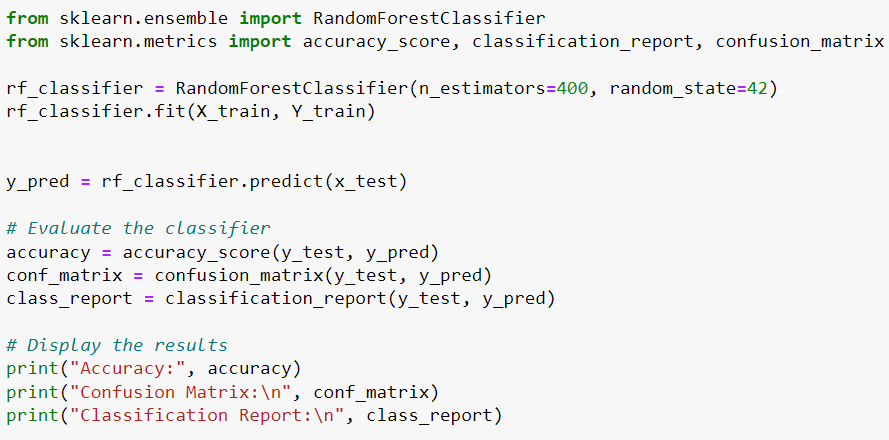 from sklearn.ensemble import RandomForestClassifier
from sklearn.metrics import accuracy_score, classification_report, confusion_matrix
rf_classifier = RandomForestClassifier(n_estimators=400, random_state=42)
rf_classifier.fit(X_train, Y_train)
y_pred = rf_classifier.predict(x_test)
# Evaluate the classifier
accuracy = accuracy_score(y_test, y_pred)
conf_matrix = confusion_matrix(y_test, y_pred)
class_report = classification_report(y_test, y_pred)
# Display the results
print("Accuracy:", accuracy)
print("Confusion Matrix:\n", conf_matrix)
print("Classification Report:\n", class_report)